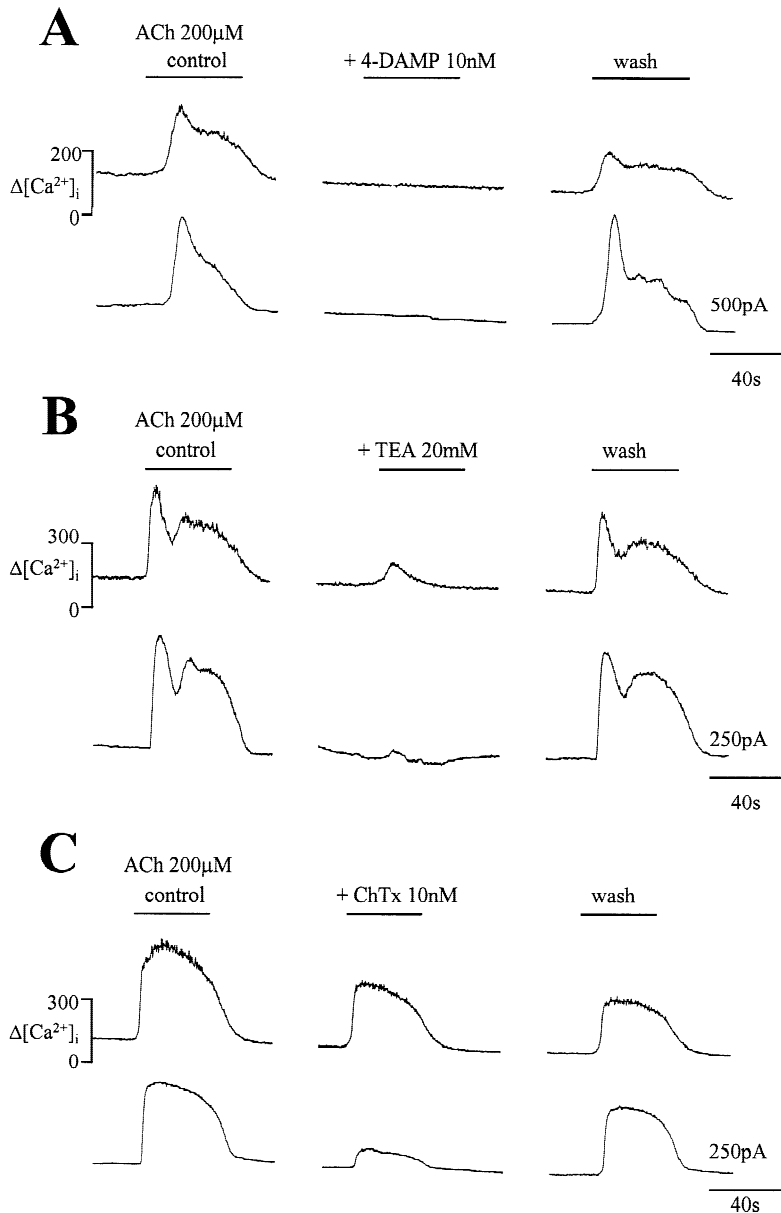 A
ACh 200µM
control
+ 4-DAMP 10nM
wash
200
Δ[Ca²⁺]ᵢ
0
500pA
40s
B
ACh 200µM
control
+ TEA 20mM
wash
300
Δ[Ca²⁺]ᵢ
0
250pA
40s
C
ACh 200µM
control
+ ChTx 10nM
wash
300
Δ[Ca²⁺]ᵢ
0
250pA
40s